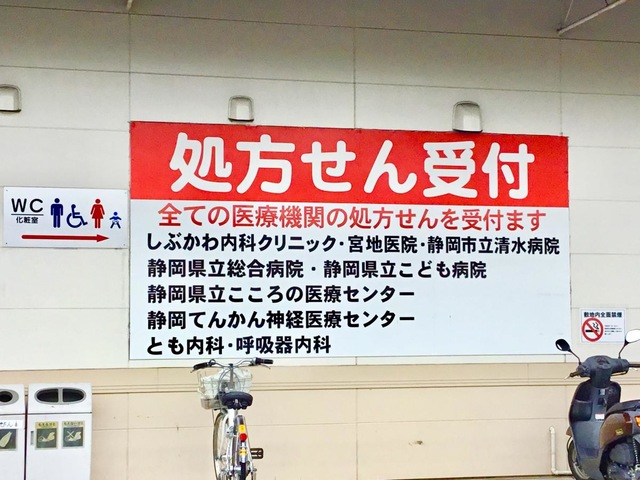 処方せん受付
全ての医療機関の処方せんを受付ます
しぶかわ内科クリニック・宮地医院・静岡市立清水病院
静岡県立総合病院・静岡県立こども病院
静岡県立こころの医療センター
静岡てんかん神経医療センター
とも内科・呼吸器内科
WC
化粧室
敷地内全面禁煙